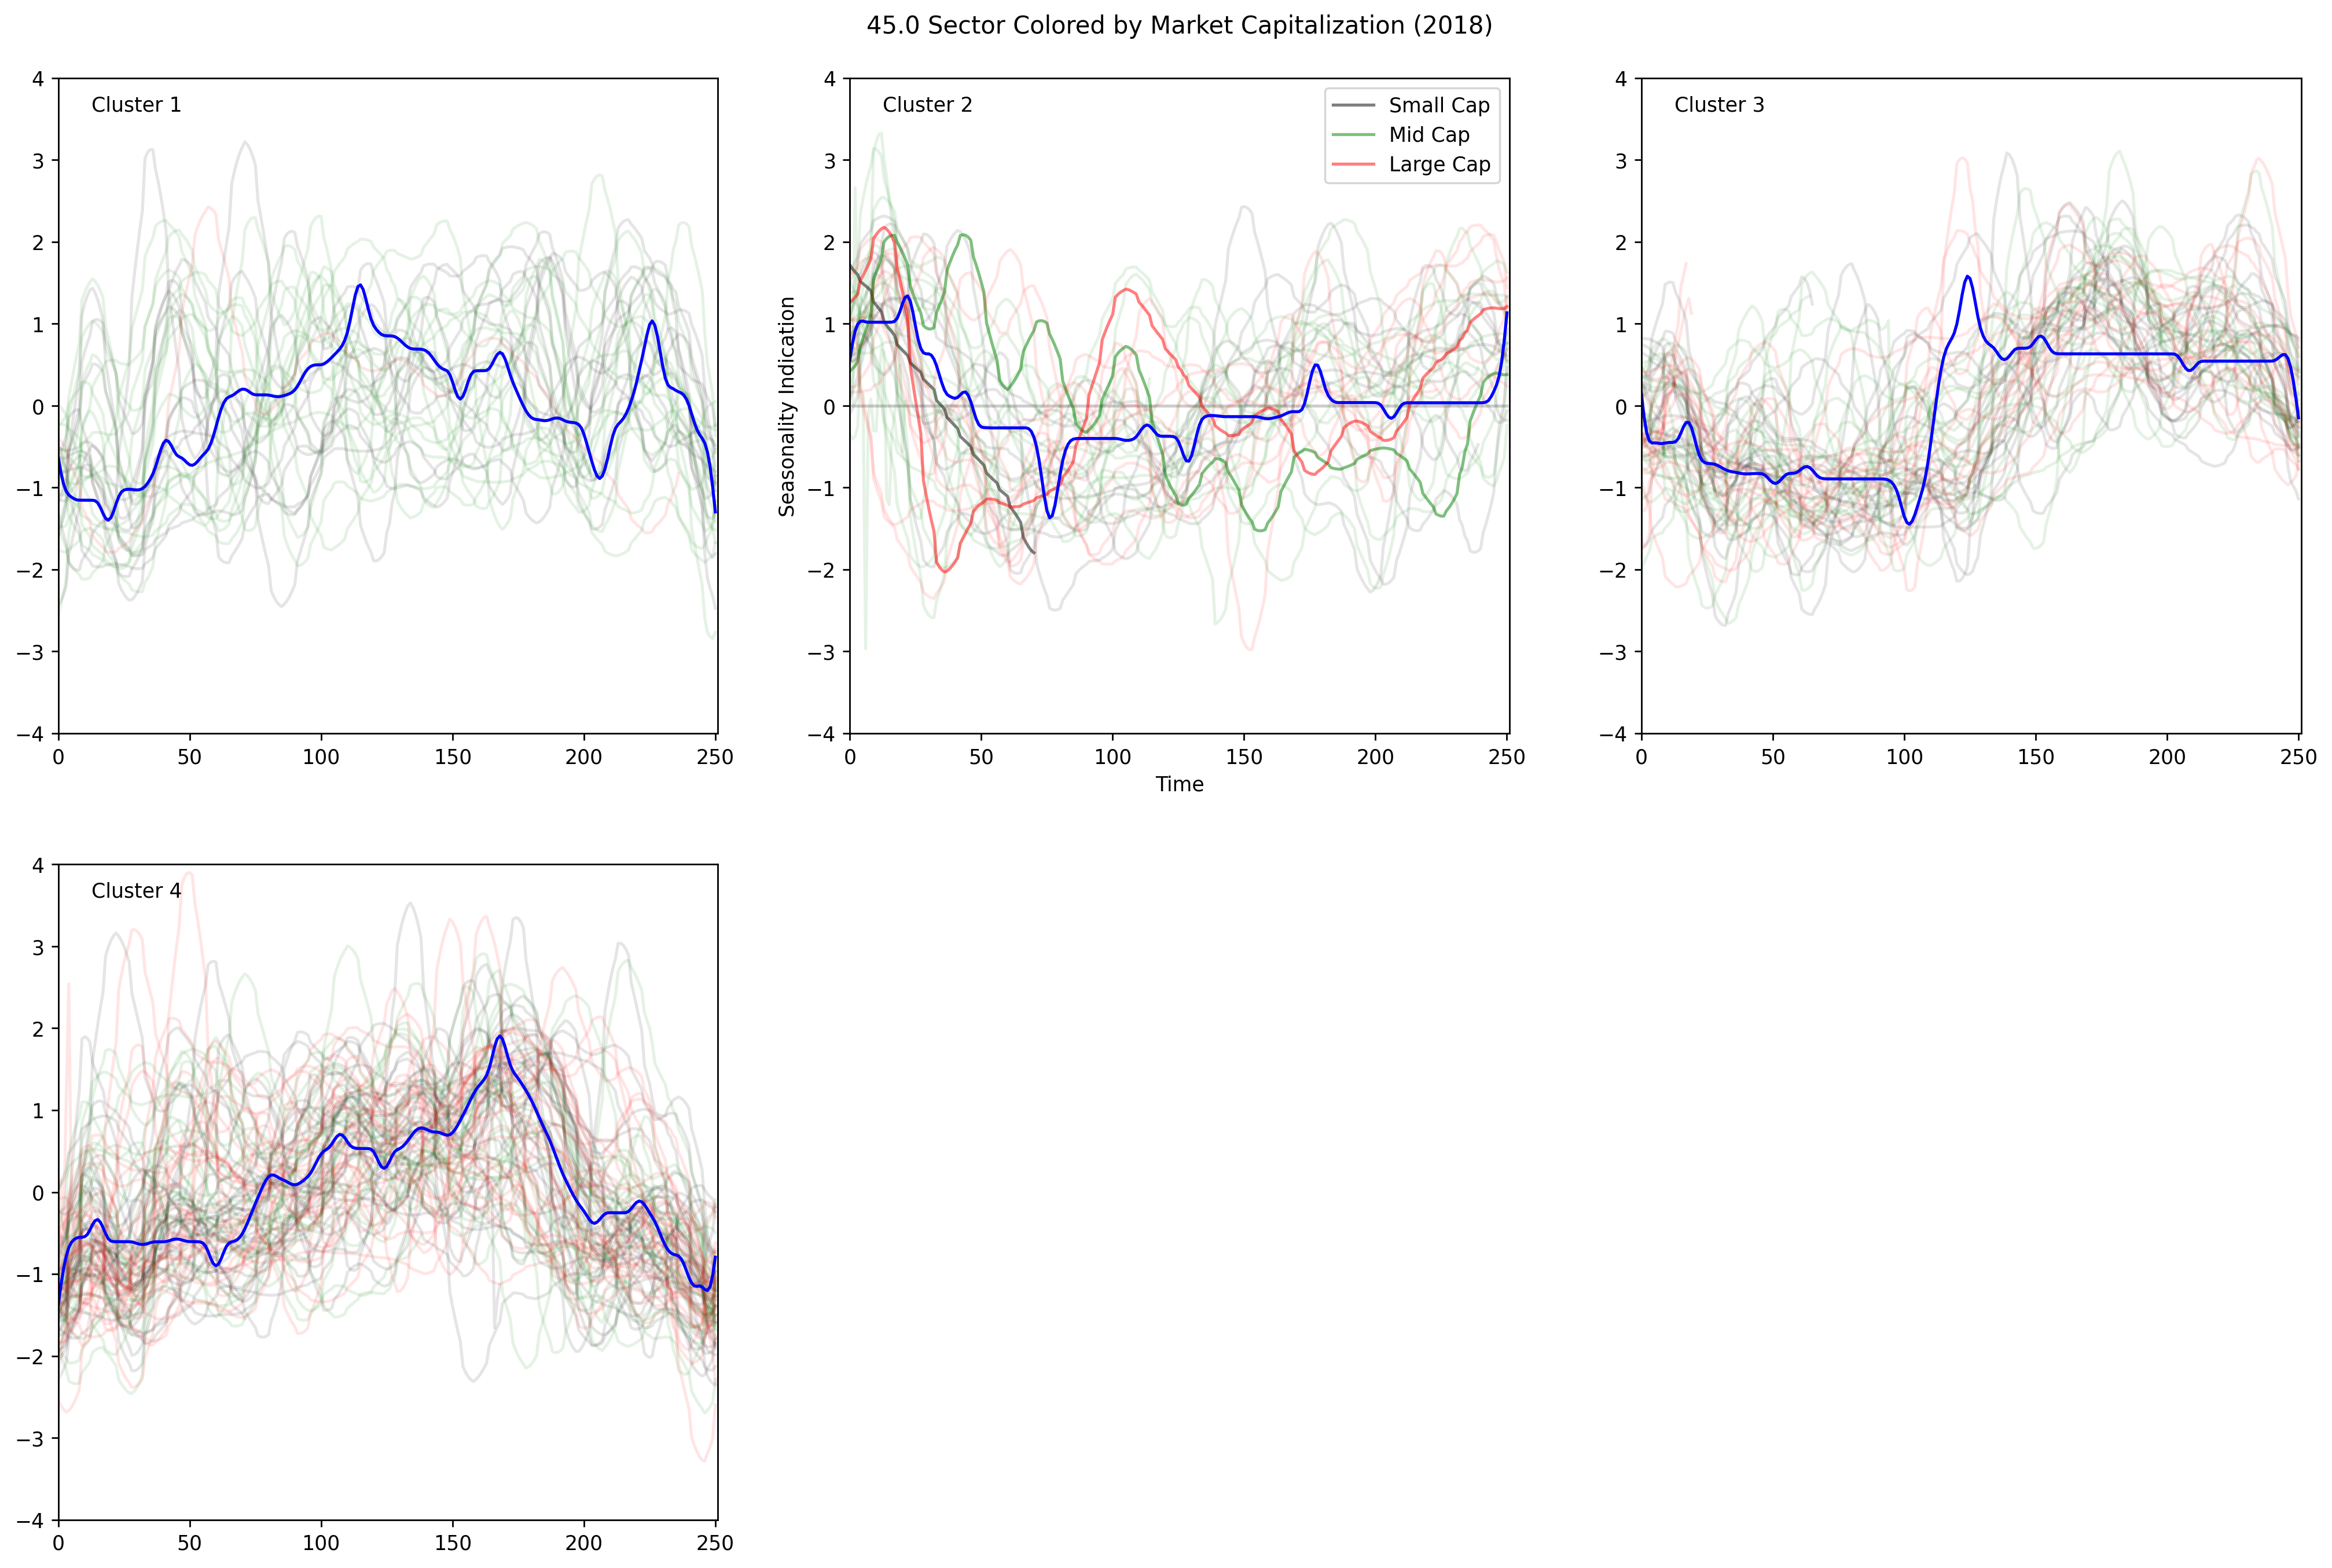 45.0 Sector Colored by Market Capitalization (2018)
Cluster 1
4
3
2
1
0
−1
−2
−3
−4
0 50 100 150 200 250
Cluster 2
Small Cap
Mid Cap
Large Cap
Seasonality Indication
4
3
2
1
0
−1
−2
−3
−4
0 50 100 150 200 250
Time
Cluster 3
4
3
2
1
0
−1
−2
−3
−4
0 50 100 150 200 250
Cluster 4
4
3
2
1
0
−1
−2
−3
−4
0 50 100 150 200 250